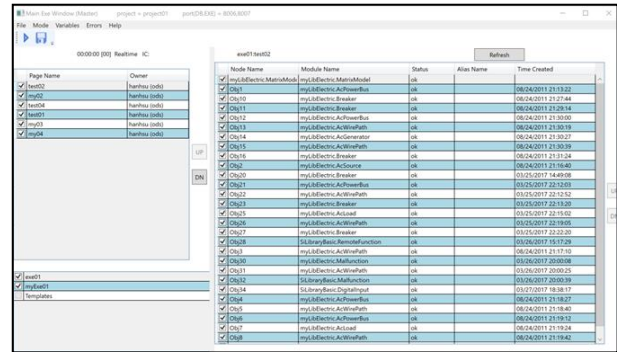 Main Exe Window (Master) project = project01 port(DB,EXE) = 8006,8007
File Mode Variables Errors Help
00:00:00 [00] Realtime IC:
exe01:test02
Refresh
Page Name Owner
test02 hanhsu (ods)
my02 hanhsu (ods)
test04 hanhsu (ods)
test01 hanhsu (ods)
my03 hanhsu (ods)
my04 hanhsu (ods)
UP
DN
exe01
myExe01
Templates
Node Name Module Name Status Alias Name Time Created
myLibElectric.MatrixMode myLibElectric.MatrixModel ok
Obj1 myLibElectric.AcPowerBus ok 08/24/2011 21:13:22
Obj10 myLibElectric.Breaker ok 08/24/2011 21:27:44
Obj11 myLibElectric.Breaker ok 08/24/2011 21:29:14
Obj12 myLibElectric.AcPowerBus ok 08/24/2011 21:30:00
Obj13 myLibElectric.AcWirePath ok 08/24/2011 21:30:19
Obj14 myLibElectric.AcGenerator ok 08/24/2011 21:30:27
Obj15 myLibElectric.AcWirePath ok 08/24/2011 21:30:39
Obj16 myLibElectric.Breaker ok 08/24/2011 21:31:24
Obj2 myLibElectric.AcSource ok 08/24/2011 21:16:40
Obj20 myLibElectric.Breaker ok 03/25/2017 14:49:08
Obj21 myLibElectric.AcPowerBus ok 03/25/2017 22:12:03
Obj22 myLibElectric.AcWirePath ok 03/25/2017 22:12:52
Obj23 myLibElectric.Breaker ok 03/25/2017 22:13:20
Obj25 myLibElectric.AcLoad ok 03/25/2017 22:15:02
Obj26 myLibElectric.AcWirePath ok 03/25/2017 22:19:05
Obj27 myLibElectric.Breaker ok 03/25/2017 22:22:20
Obj28 SiLibraryBasic.RemoteFunction ok 03/26/2017 15:17:29
Obj3 myLibElectric.AcWirePath ok 08/24/2011 21:17:10
Obj30 myLibElectric.Malfunction ok 03/26/2017 20:00:08
Obj31 myLibElectric.AcWirePath ok 03/26/2017 20:00:25
Obj32 SiLibraryBasic.Malfunction ok 03/26/2017 20:00:39
Obj34 SiLibraryBasic.DigitalInput ok 03/27/2017 18:38:17
Obj4 myLibElectric.AcPowerBus ok 08/24/2011 21:18:27
Obj5 myLibElectric.AcWirePath ok 08/24/2011 21:18:40
Obj6 myLibElectric.AcPowerBus ok 08/24/2011 21:19:12
Obj7 myLibElectric.AcLoad ok 08/24/2011 21:19:24
Obj8 myLibElectric.AcWirePath ok 08/24/2011 21:19:42